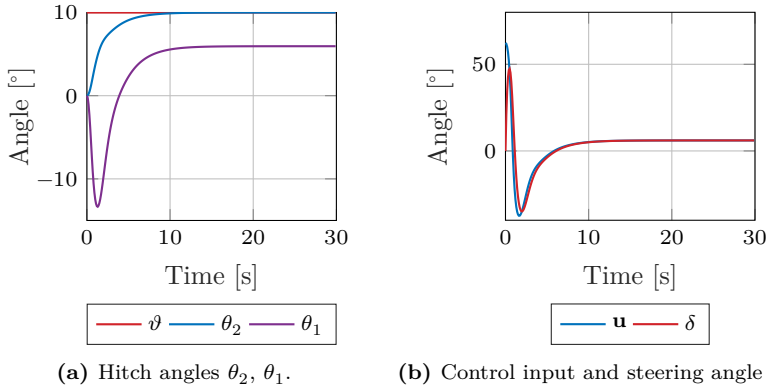 Angle [°]
10
0
−10
0 10 20 30
Time [s]
ϑ θ₂ θ₁
(a) Hitch angles θ₂, θ₁.
Angle [°]
50
0
0 10 20 30
Time [s]
u δ
(b) Control input and steering angle